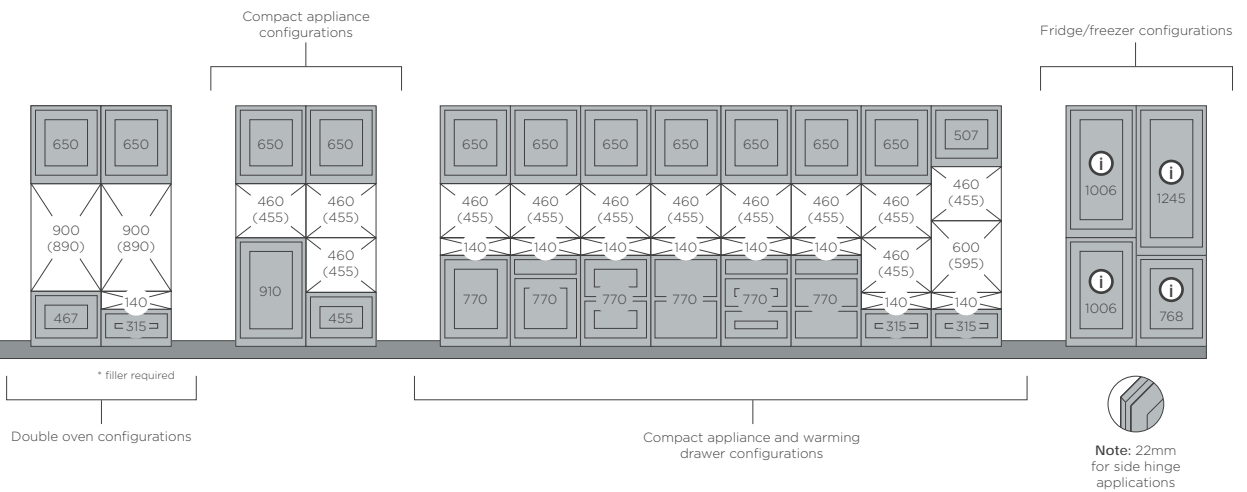 Compact appliance
configurations
Fridge/freezer configurations
650 650
650 650
650 650 650 650 650 650 650
507
900
(890)
900
(890)
140
467
315
460
(455)
460
(455)
460
(455)
910
455
460
(455)
460
(455)
460
(455)
460
(455)
460
(455)
460
(455)
460
(455)
460
(455)
140 140 140 140 140 140
460
(455)
600
(595)
770 770 770 770 770 770
140 140
315 315
i
1006
i
1245
i
1006
i
768
* filler required
Double oven configurations
Compact appliance and warming
drawer configurations
Note: 22mm
for side hinge
applications